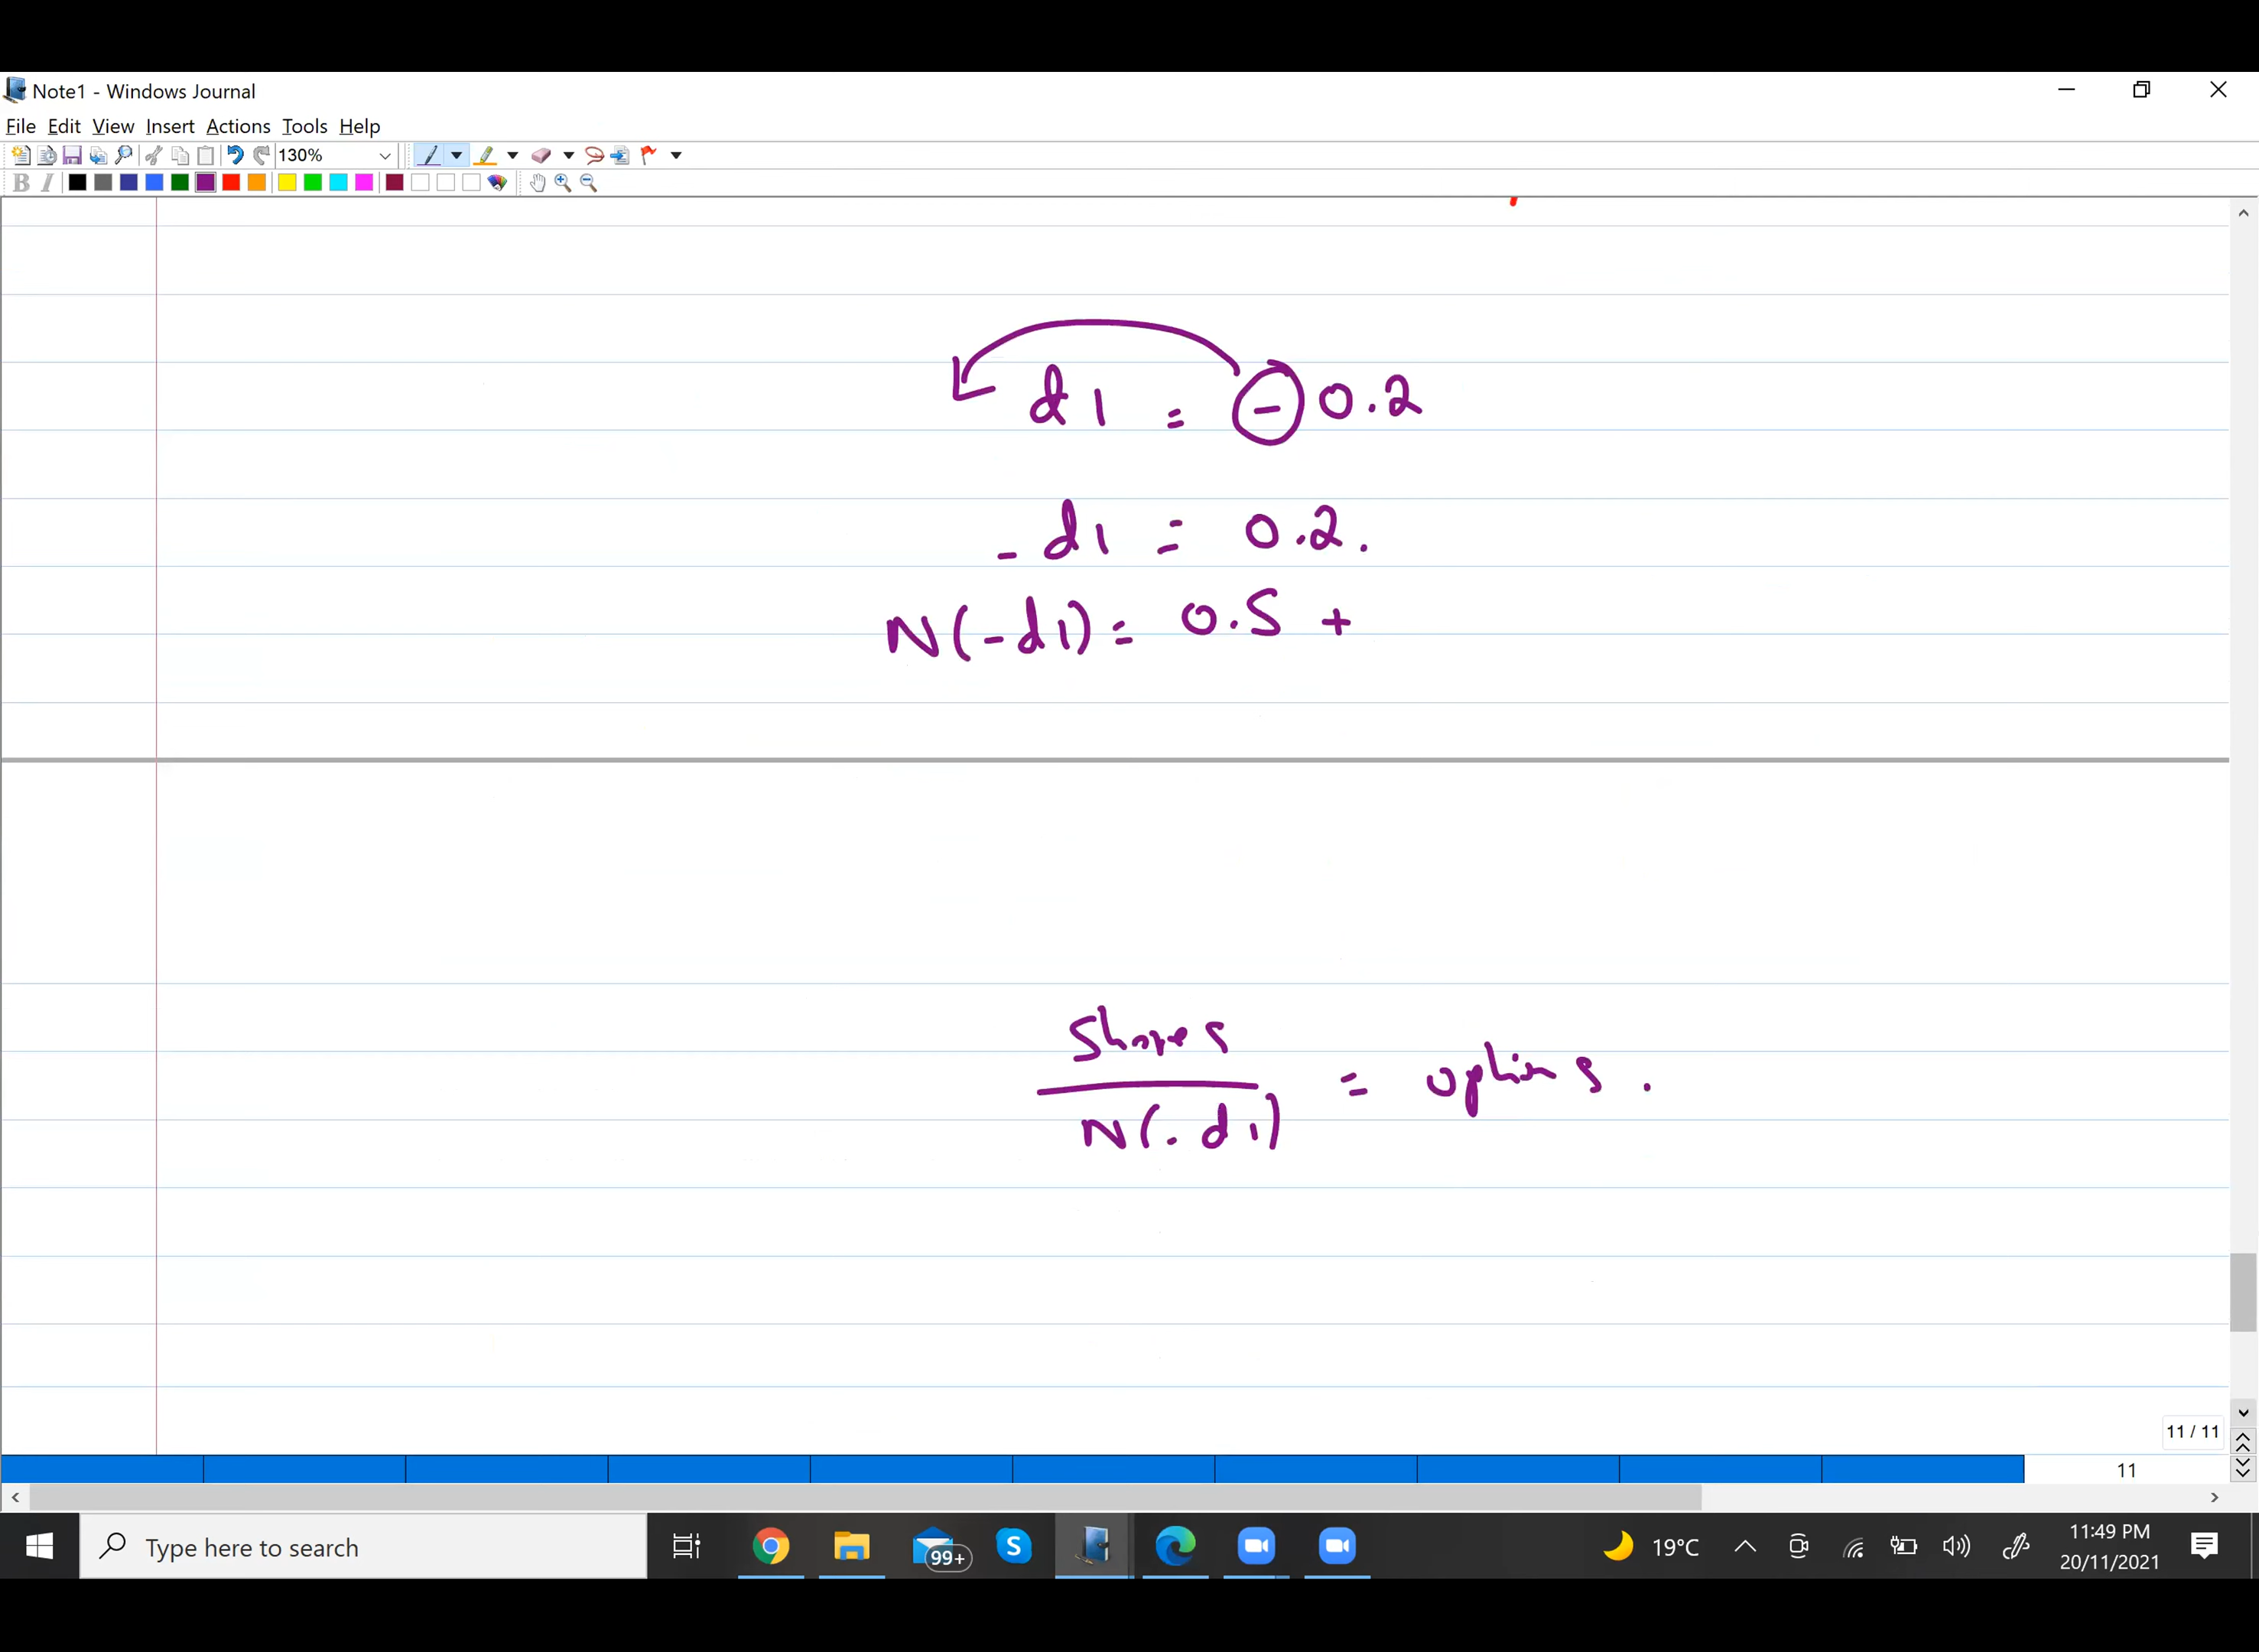 Note1 - Windows Journal
File Edit View Insert Actions Tools Help
130%
B I
d1 = - 0.2
- d1 = 0.2.
N(-d1) = 0.5 +
Shares
N(-d1)
= options.
11 / 11
11
Type here to search
99+
S
19°C
11:49 PM
20/11/2021